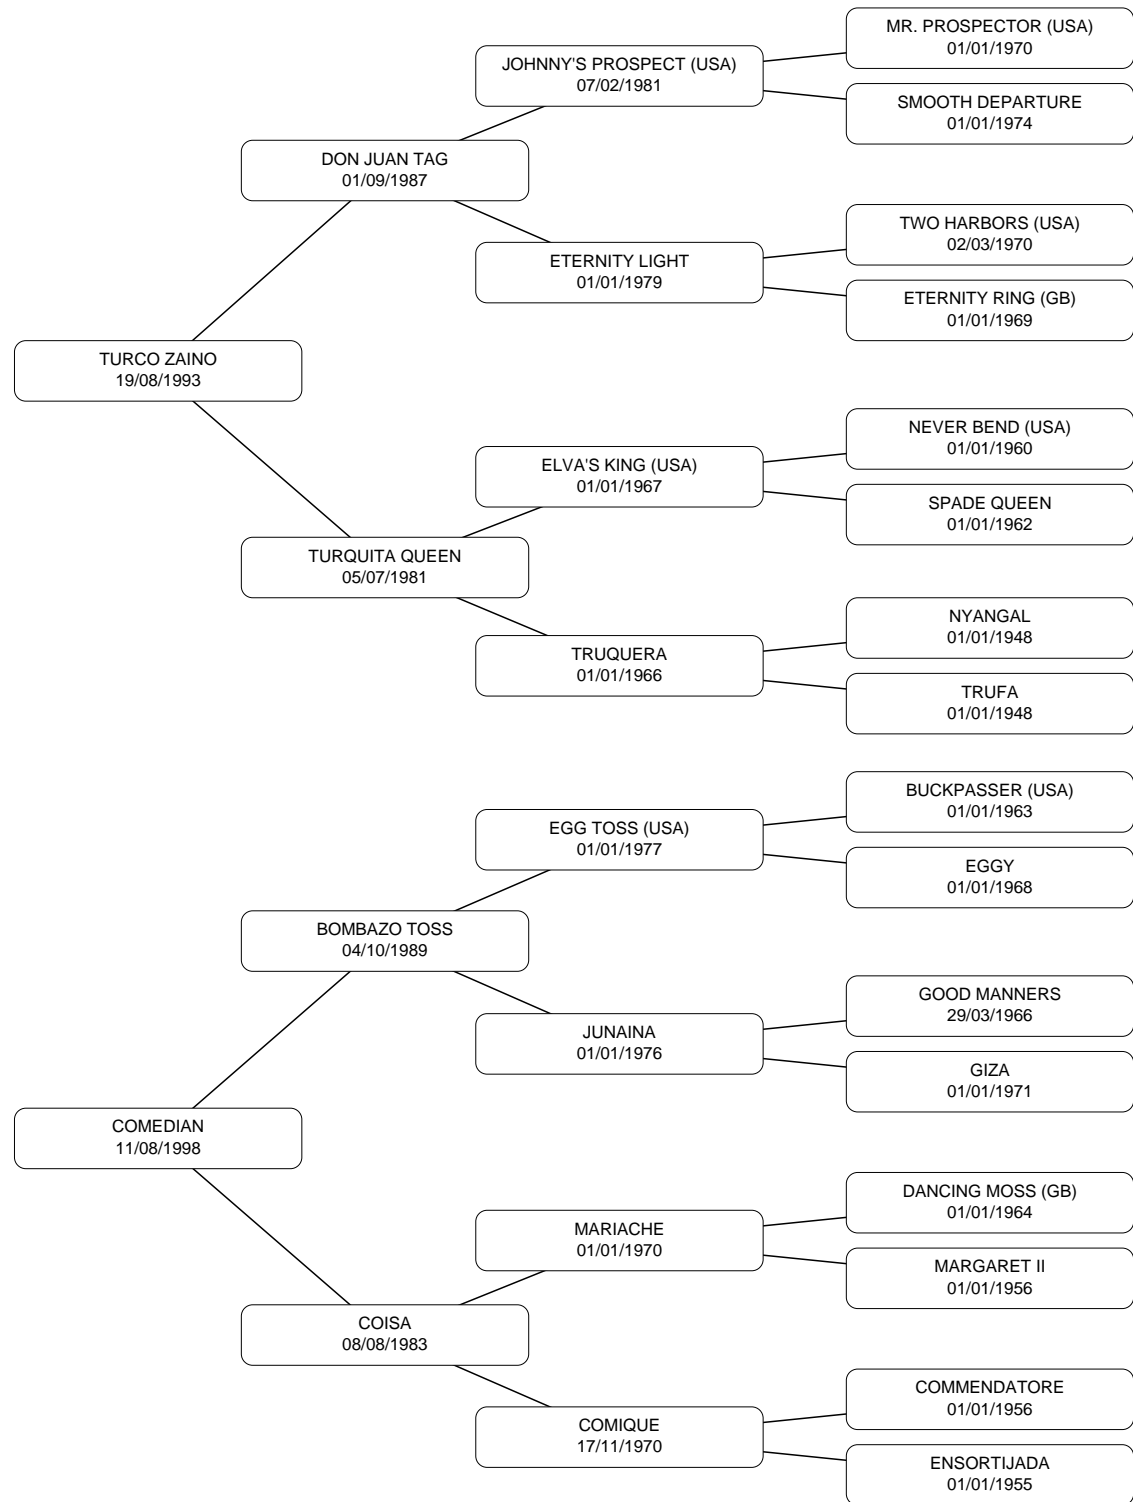 MR. PROSPECTOR (USA)
01/01/1970
JOHNNY'S PROSPECT (USA)
07/02/1981
SMOOTH DEPARTURE
01/01/1974
DON JUAN TAG
01/09/1987
TWO HARBORS (USA)
02/03/1970
ETERNITY LIGHT
01/01/1979
ETERNITY RING (GB)
01/01/1969
TURCO ZAINO
19/08/1993
NEVER BEND (USA)
01/01/1960
ELVA'S KING (USA)
01/01/1967
SPADE QUEEN
01/01/1962
TURQUITA QUEEN
05/07/1981
NYANGAL
01/01/1948
TRUQUERA
01/01/1966
TRUFA
01/01/1948
BUCKPASSER (USA)
01/01/1963
EGG TOSS (USA)
01/01/1977
EGGY
01/01/1968
BOMBAZO TOSS
04/10/1989
GOOD MANNERS
29/03/1966
JUNAINA
01/01/1976
GIZA
01/01/1971
COMEDIAN
11/08/1998
DANCING MOSS (GB)
01/01/1964
MARIACHE
01/01/1970
MARGARET II
01/01/1956
COISA
08/08/1983
COMMENDATORE
01/01/1956
COMIQUE
17/11/1970
ENSORTIJADA
01/01/1955